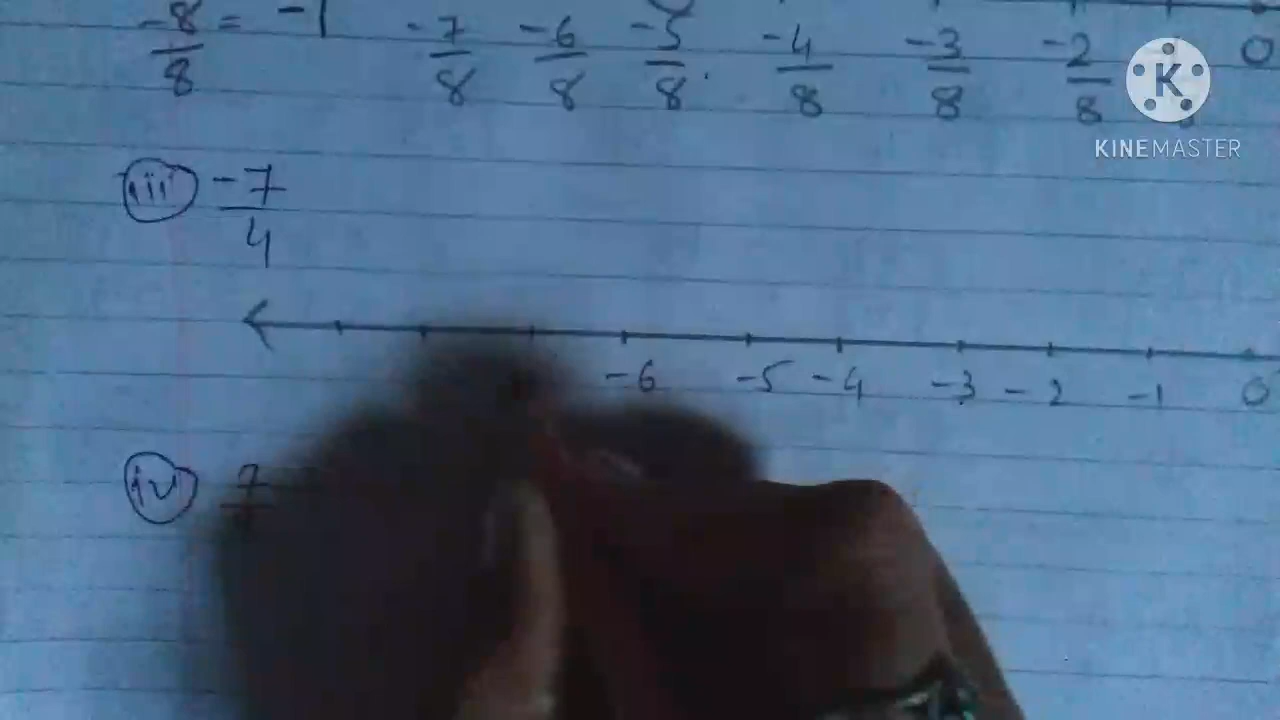 -8/8 = -1 -7/8 -6/8 -5/8 -4/8 -3/8 -2/8 0
K
KINEMASTER
iii -7/4
-6 -5 -4 -3 -2 -1 0
iv 7